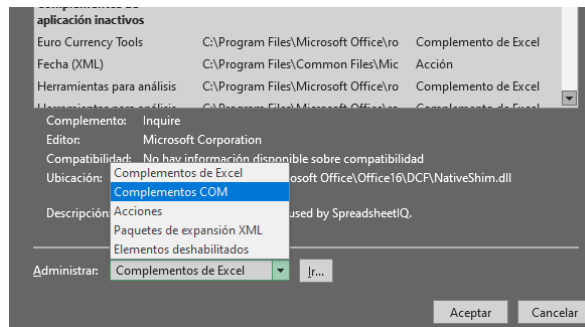 aplicación inactivos
Euro Currency Tools C:\Program Files\Microsoft Office\ro Complemento de Excel
Fecha (XML) C:\Program Files\Common Files\Mic Acción
Herramientas para análisis C:\Program Files\Microsoft Office\ro Complemento de Excel
Complemento: Inquire
Editor: Microsoft Corporation
Compatibilidad: No hay información disponible sobre compatibilidad
Ubicación: osoft Office\Office16\DCF\NativeShim.dll
Complementos de Excel
Complementos COM
Descripción: used by SpreadsheetIQ.
Acciones
Paquetes de expansión XML
Elementos deshabilitados
Administrar: Complementos de Excel Ir...
Aceptar Cancelar